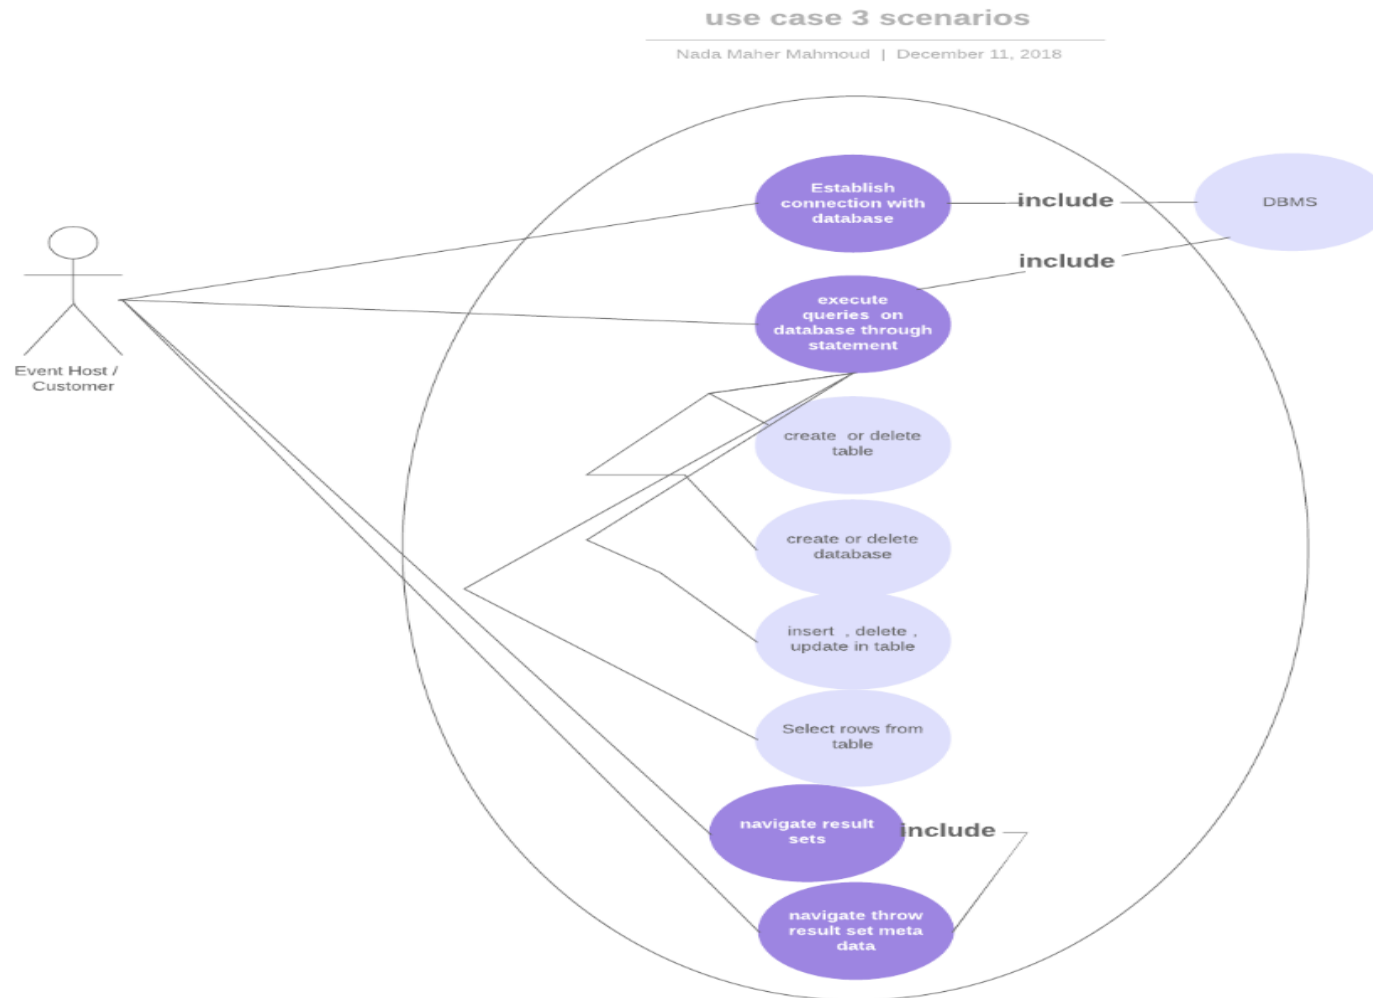 use case 3 scenarios
Nada Maher Mahmoud | December 11, 2018
Establish
connection with
database
include
DBMS
include
execute
queries on
database through
statement
Event Host /
Customer
create or delete
table
create or delete
database
insert , delete ,
update in table
Select rows from
table
navigate result
sets
include
navigate throw
result set meta
data